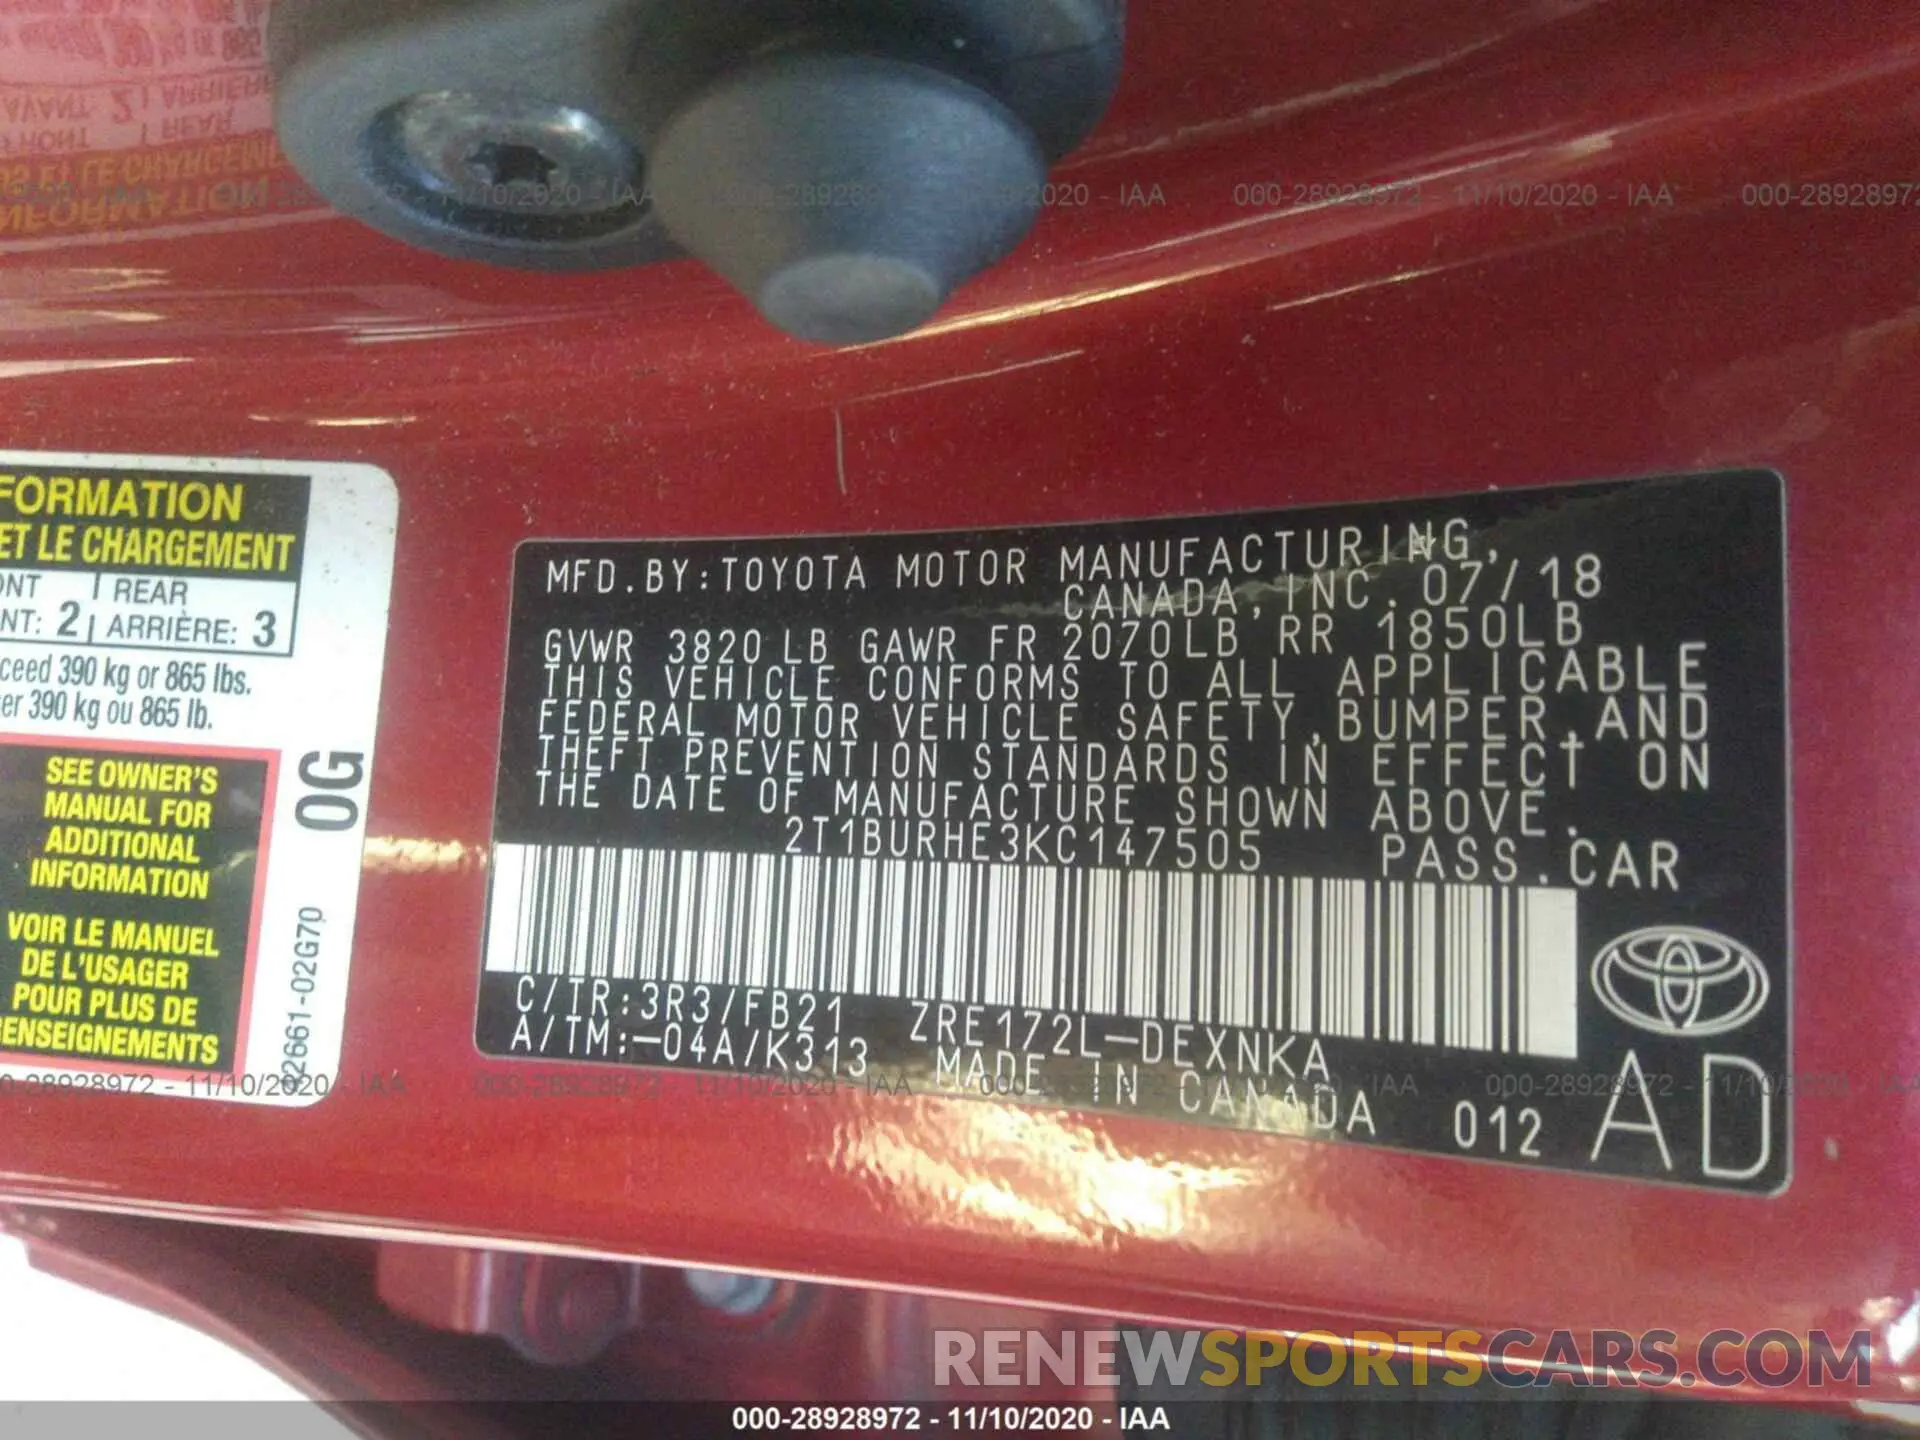 FORMATION
ET LE CHARGEMENT
REAR
2 ARRIÈRE: 3
390 kg or 865 lbs.
390 kg ou 865 lb.
SEE OWNER'S
MANUAL FOR
ADDITIONAL
INFORMATION
VOIR LE MANUEL
DE L'USAGER
POUR PLUS DE
RENSEIGNEMENTS
0G
02661-02G70
MFD.BY:TOYOTA MOTOR MANUFACTURING,
CANADA,INC.07/18
GVWR 3820LB GAWR FR 2070LB RR 1850LB
THIS VEHICLE CONFORMS TO ALL APPLICABLE
FEDERAL MOTOR VEHICLE SAFETY,BUMPER,AND
THEFT PREVENTION STANDARDS IN EFFECT ON
THE DATE OF MANUFACTURE SHOWN ABOVE.
2T1BURHE3KC147505 PASS.CAR
C/TR:3R3/FB21 ZRE172L-DEXNKA
A/TM:-04A/K313 MADE IN CANADA 012 AD
RENEWSPORTSCARS.COM
000-28928972 - 11/10/2020 - IAA